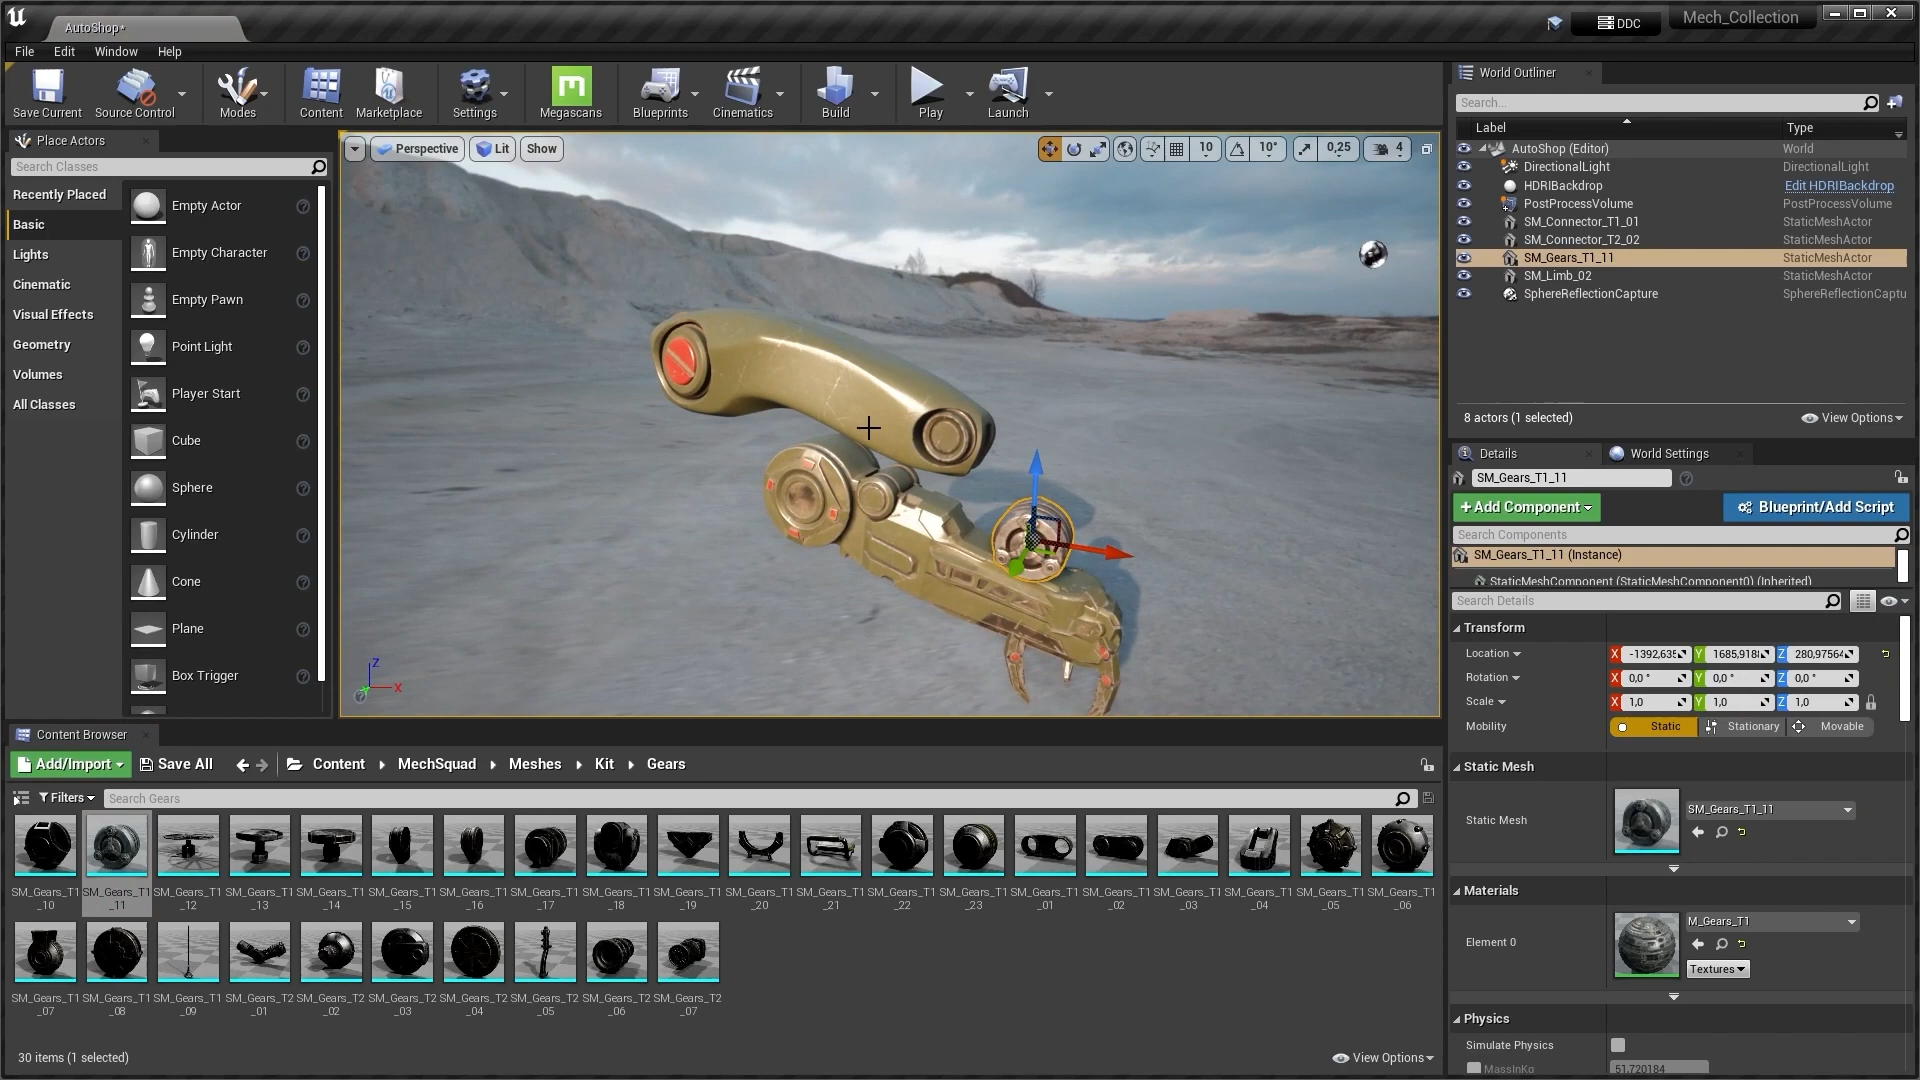 AutoShop*
DDC
Mech_Collection
File Edit Window Help
Save Current
Source Control
Modes
Content
Marketplace
Settings
Megascans
Blueprints
Cinematics
Build
Play
Launch
Place Actors
Search Classes
Recently Placed
Basic
Lights
Cinematic
Visual Effects
Geometry
Volumes
All Classes
Empty Actor
Empty Character
Empty Pawn
Point Light
Player Start
Cube
Sphere
Cylinder
Cone
Plane
Box Trigger
Perspective
Lit
Show
10
10°
0,25
4
Z
X
World Outliner
Search...
Label Type
AutoShop (Editor) World
DirectionalLight DirectionalLight
HDRIBackdrop Edit HDRIBackdrop
PostProcessVolume PostProcessVolume
SM_Connector_T1_01 StaticMeshActor
SM_Connector_T2_02 StaticMeshActor
SM_Gears_T1_11 StaticMeshActor
SM_Limb_02 StaticMeshActor
SphereReflectionCapture SphereReflectionCaptu
8 actors (1 selected)
View Options
Details
World Settings
SM_Gears_T1_11
+Add Component
Blueprint/Add Script
Search Components
SM_Gears_T1_11 (Instance)
StaticMeshComponent (StaticMeshComponent0) (Inherited)
Search Details
Transform
Location X -1392,635 Y 1685,918 Z 280,97564
Rotation X 0,0 ° Y 0,0 ° Z 0,0 °
Scale X 1,0 Y 1,0 Z 1,0
Mobility Static Stationary Movable
Static Mesh
Static Mesh
SM_Gears_T1_11
Materials
Element 0
M_Gears_T1
Textures
Physics
Simulate Physics
MassInKg 51,720184
Content Browser
Add/Import
Save All
Content MechSquad Meshes Kit Gears
Filters
Search Gears
SM_Gears_T1_10
SM_Gears_T1_11
SM_Gears_T1_12
SM_Gears_T1_13
SM_Gears_T1_14
SM_Gears_T1_15
SM_Gears_T1_16
SM_Gears_T1_17
SM_Gears_T1_18
SM_Gears_T1_19
SM_Gears_T1_20
SM_Gears_T1_21
SM_Gears_T1_22
SM_Gears_T1_23
SM_Gears_T1_01
SM_Gears_T1_02
SM_Gears_T1_03
SM_Gears_T1_04
SM_Gears_T1_05
SM_Gears_T1_06
SM_Gears_T1_07
SM_Gears_T1_08
SM_Gears_T1_09
SM_Gears_T2_01
SM_Gears_T2_02
SM_Gears_T2_03
SM_Gears_T2_04
SM_Gears_T2_05
SM_Gears_T2_06
SM_Gears_T2_07
30 items (1 selected)
View Options